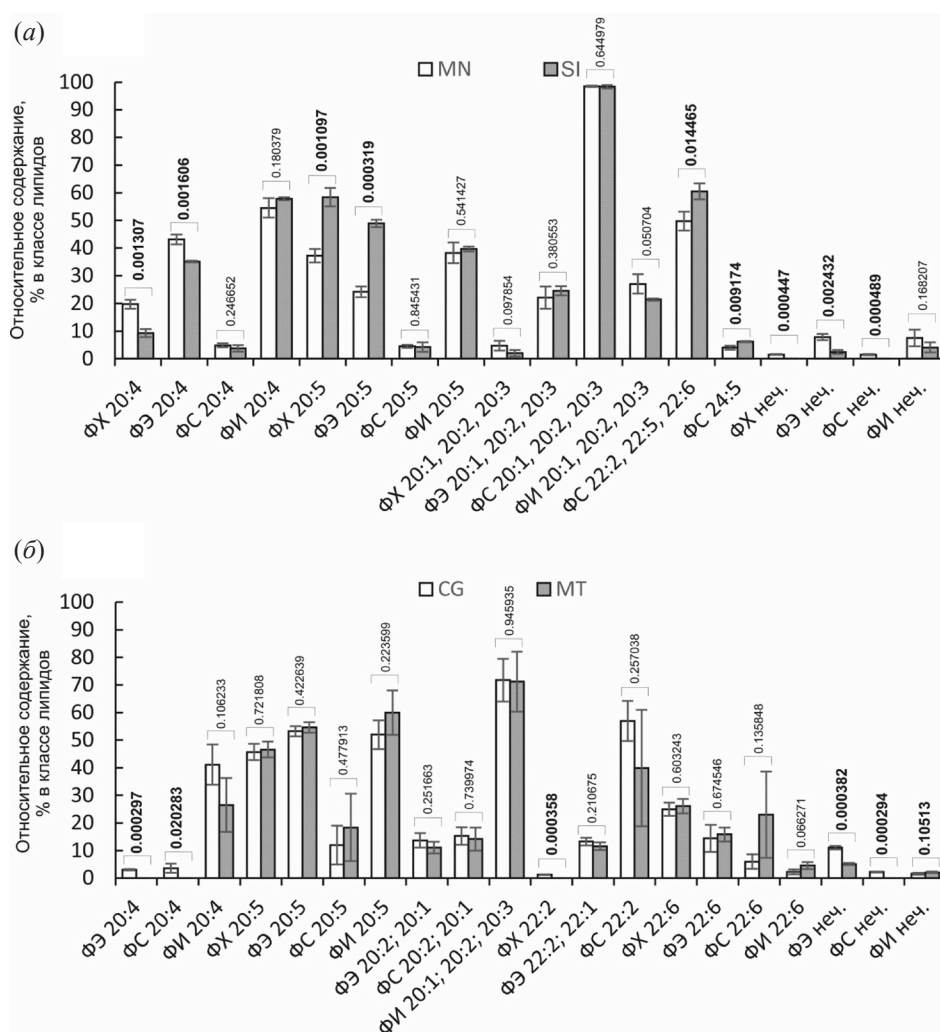 (а)
MN SI
Относительное содержание,
% в классе липидов
100
90
80
70
60
50
40
30
20
10
0
0.001307
0.001606
0.246652
0.180379
0.001097
0.000319
0.845431
0.541427
0.097854
0.380553
0.644979
0.050704
0.014465
0.009174
0.000447
0.002432
0.000489
0.168207
ФХ 20:4
ФЭ 20:4
ФС 20:4
ФИ 20:4
ФХ 20:5
ФЭ 20:5
ФС 20:5
ФИ 20:5
ФХ 20:1, 20:2, 20:3
ФЭ 20:1, 20:2, 20:3
ФС 20:1, 20:2, 20:3
ФИ 20:1, 20:2, 20:3
ФС 22:2, 22:5, 22:6
ФС 24:5
ФХ неч.
ФЭ неч.
ФС неч.
ФИ неч.
(б)
CG MT
Относительное содержание,
% в классе липидов
100
90
80
70
60
50
40
30
20
10
0
0.000297
0.020283
0.106233
0.721808
0.422639
0.477913
0.223599
0.251663
0.739974
0.945935
0.000358
0.210675
0.257038
0.603243
0.674546
0.135848
0.066271
0.000382
0.000294
0.10513
ФЭ 20:4
ФС 20:4
ФИ 20:4
ФХ 20:5
ФЭ 20:5
ФС 20:5
ФИ 20:5
ФЭ 20:2; 20:1
ФС 20:2; 20:1
ФИ 20:1; 20:2; 20:3
ФХ 22:2
ФЭ 22:2; 22:1
ФС 22:2
ФХ 22:6
ФЭ 22:6
ФС 22:6
ФИ 22:6
ФЭ неч.
ФС неч.
ФИ неч.